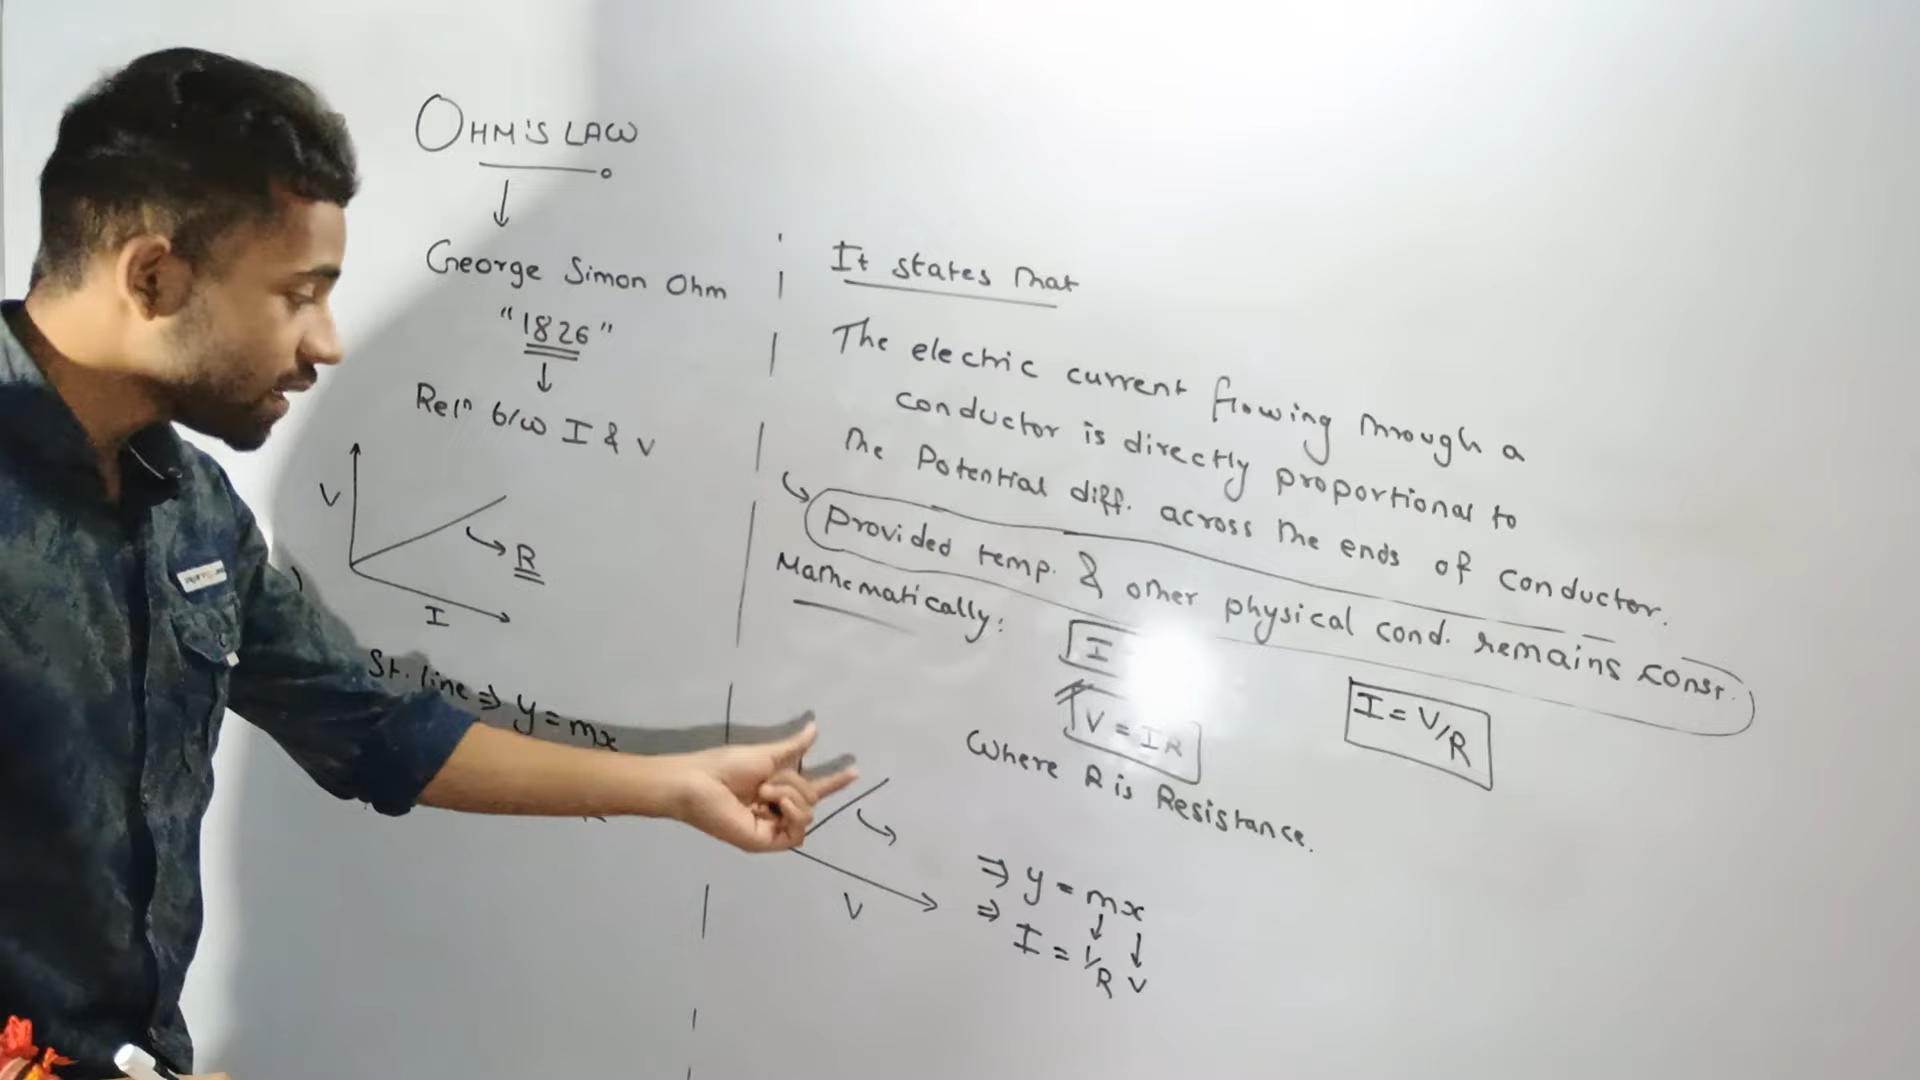 OHM'S LAW
George Simon Ohm
"1826"
Relⁿ b/w I & V
V
R
I
St. line ⇒ y = mx
It states that
The electric current flowing through a
conductor is directly proportional to
the Potential diff. across the ends of conductor.
Provided temp. & other physical cond. remains const.
Mathematically:
I
V = IR
I = V/R
Where R is Resistance.
V
⇒ y = mx
⇒ I = 1/R V